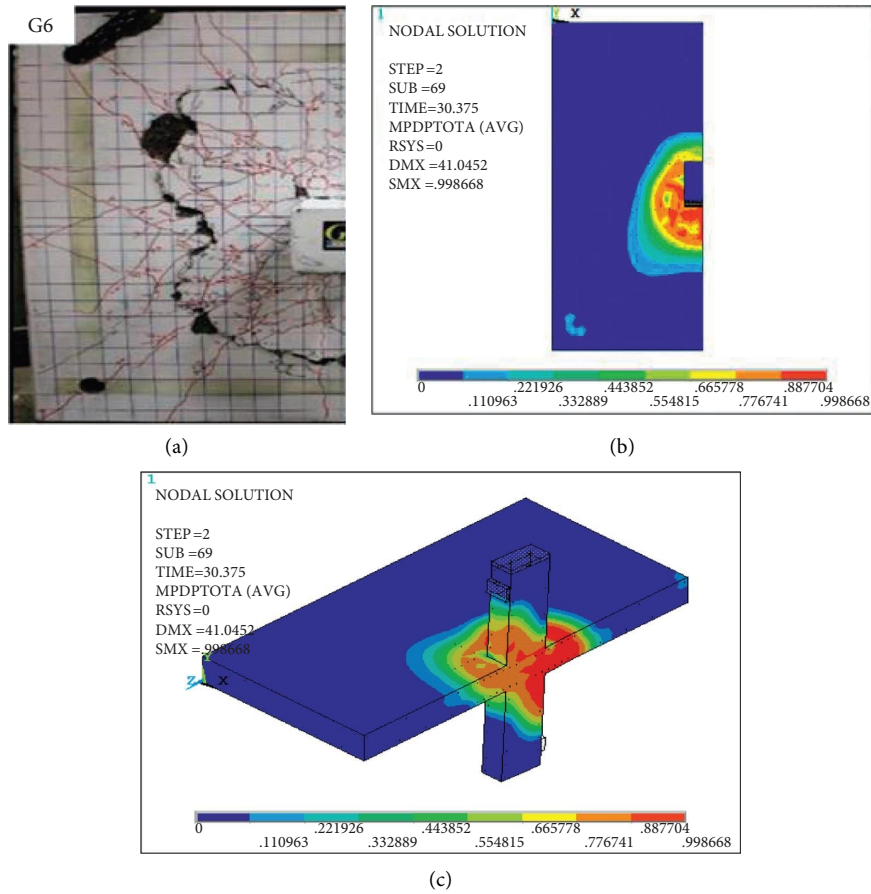 G6
(a)
1
Y
X
NODAL SOLUTION
STEP=2
SUB =69
TIME=30.375
MPDPTOTA (AVG)
RSYS=0
DMX=41.0452
SMX=.998668
0 .221926 .443852 .665778 .887704
.110963 .332889 .554815 .776741 .998668
(b)
1
NODAL SOLUTION
STEP=2
SUB =69
TIME=30.375
MPDPTOTA (AVG)
RSYS=0
DMX=41.0452
SMX=.998668
Y
Z X
0 .221926 .443852 .665778 .887704
.110963 .332889 .554815 .776741 .998668
(c)